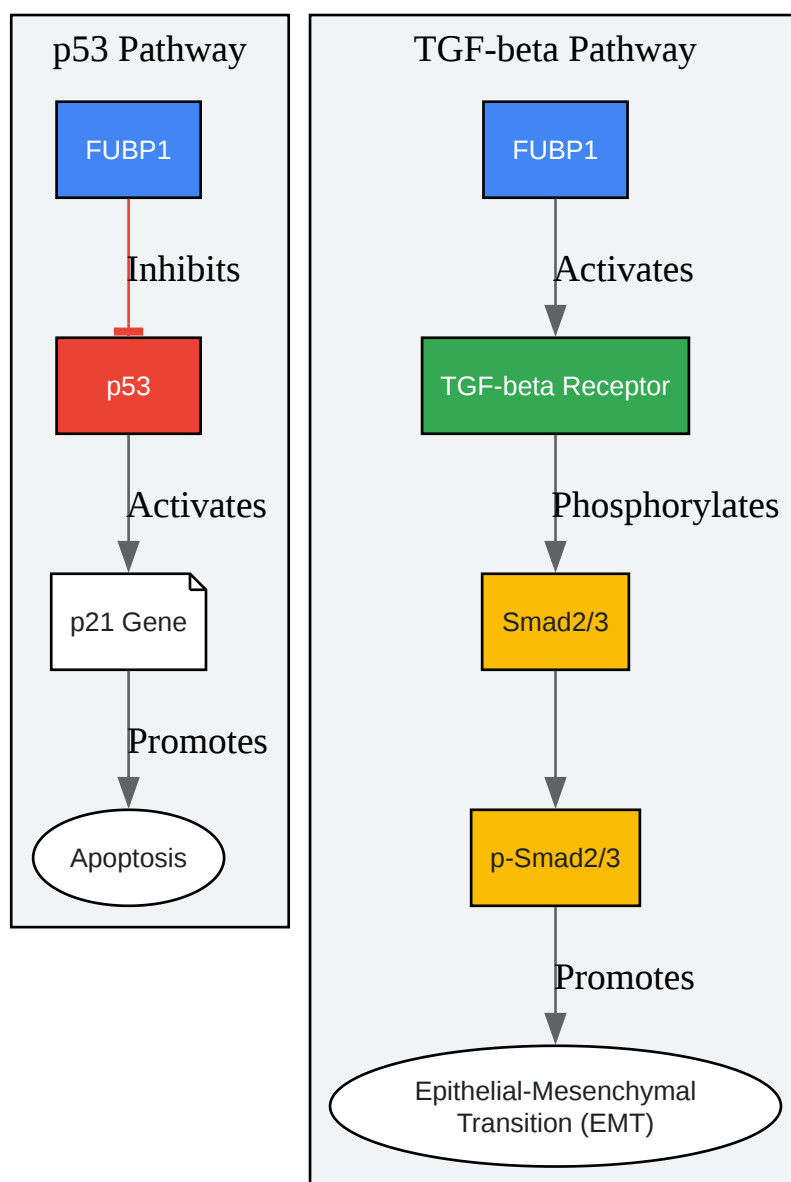 p53 Pathway
FUBP1
Inhibits
p53
Activates
p21 Gene
Promotes
Apoptosis
TGF-beta Pathway
FUBP1
Activates
TGF-beta Receptor
Phosphorylates
Smad2/3
p-Smad2/3
Promotes
Epithelial-Mesenchymal
Transition (EMT)